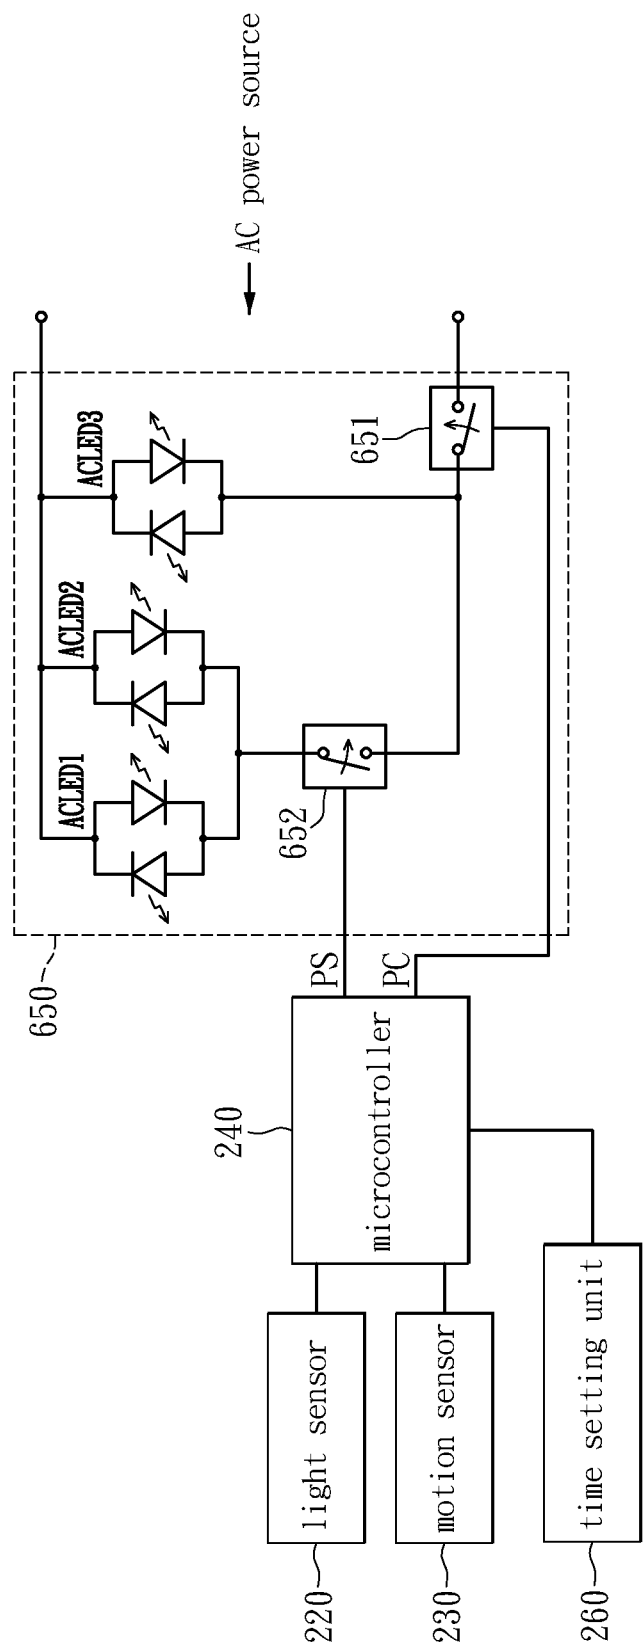 650
ACLED1
ACLED2
ACLED3
AC power source
652
651
PS
PC
240
microcontroller
220
light sensor
230
motion sensor
260
time setting unit